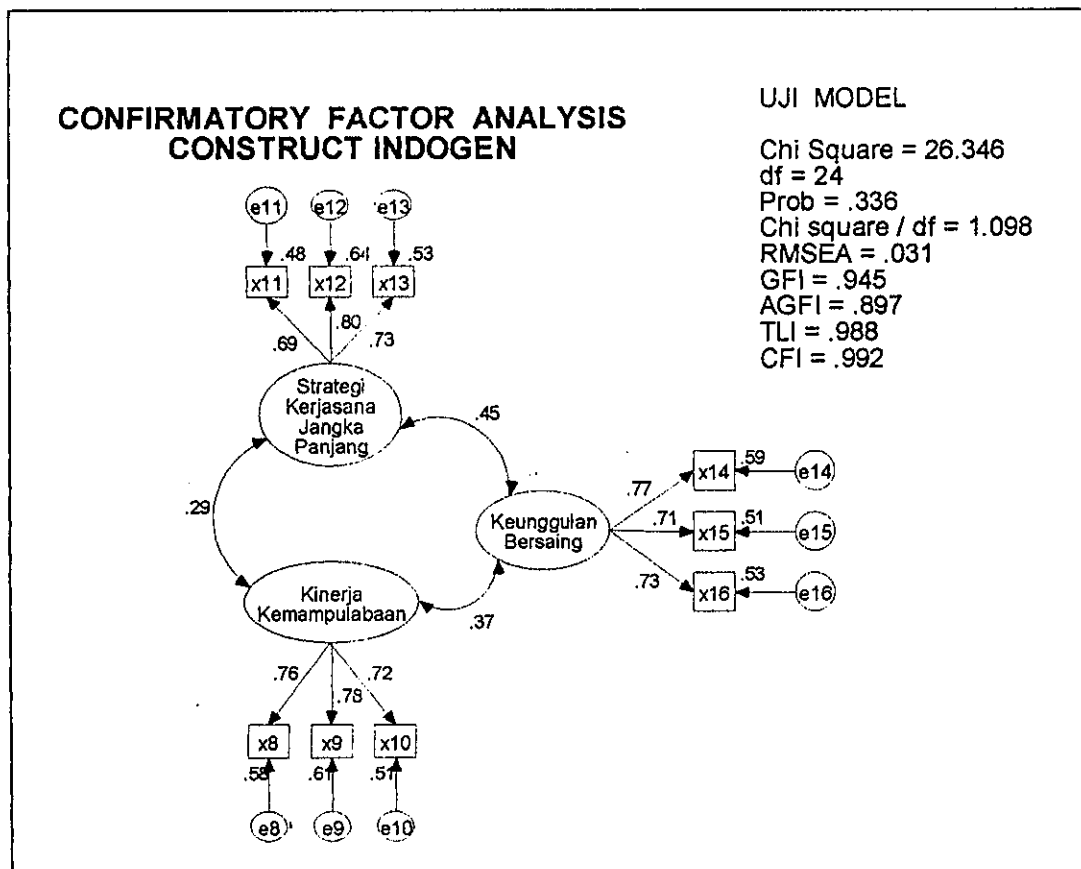 CONFIRMATORY FACTOR ANALYSIS
CONSTRUCT INDOGEN
UJI MODEL
Chi Square = 26.346
df = 24
Prob = .336
Chi square / df = 1.098
RMSEA = .031
GFI = .945
AGFI = .897
TLI = .988
CFI = .992
e11 e12 e13
.48 .64 .53
x11 x12 x13
.69 .80 .73
Strategi
Kerjasana
Jangka
Panjang
.45
.29
Keunggulan
Bersaing
.77 x14 .59 e14
.71 x15 .51 e15
.73 x16 .53 e16
Kinerja
Kemampulabaan
.37
.76 .78 .72
x8 x9 x10
.58 .61 .51
e8 e9 e10